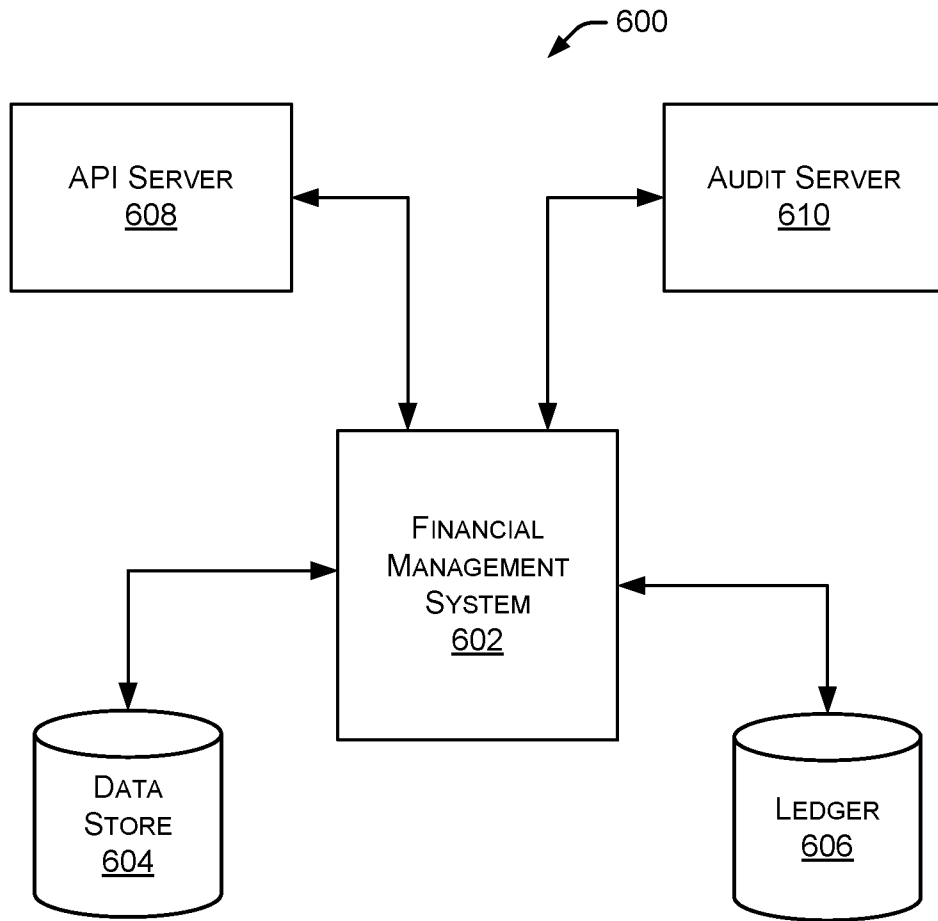 600
API SERVER
608
AUDIT SERVER
610
FINANCIAL
MANAGEMENT
SYSTEM
602
DATA
STORE
604
LEDGER
606